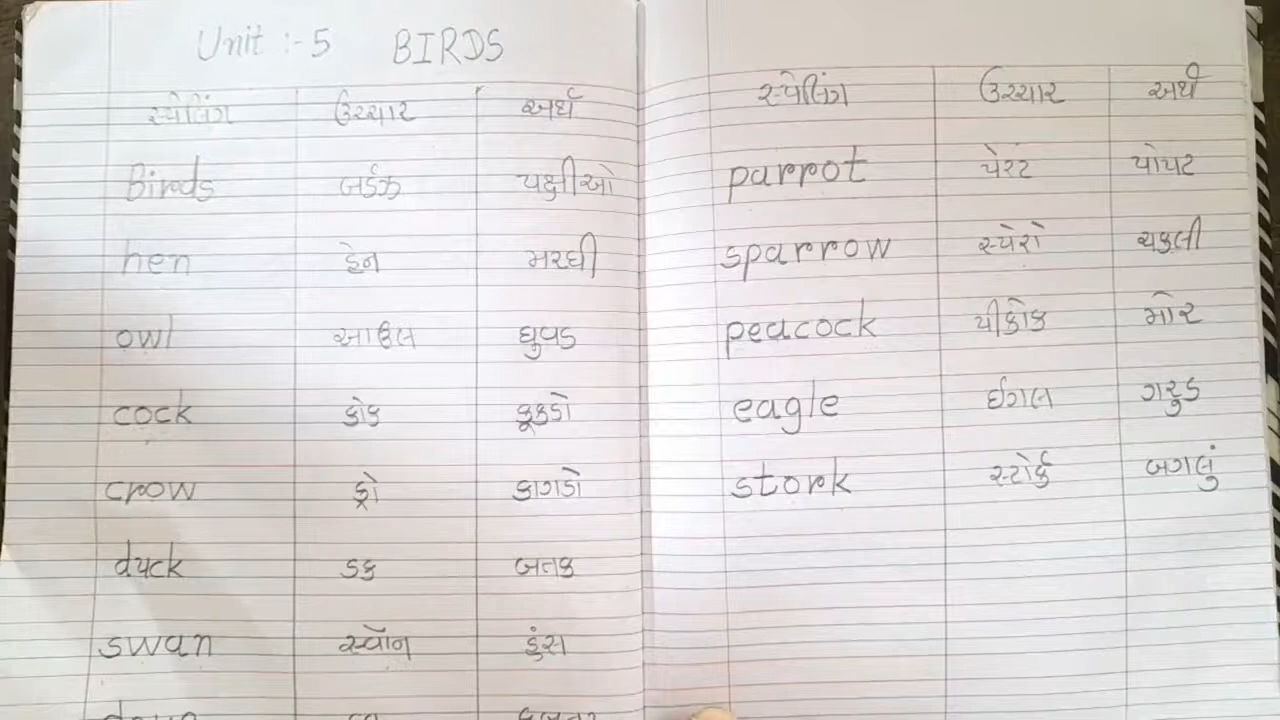 Unit :- 5 BIRDS
સ્પેલિંગ ઉચ્ચાર અર્થ
Birds બર્ડઝ પક્ષીઓ
hen હેન મરઘી
owl આઉલ ઘુવડ
cock કોક કૂકડો
crow ક્રો કાગડો
duck ડક બતક
swan સ્વૉન હંસ
સ્પેલિંગ ઉચ્ચાર અર્થ
parrot પેરટ પોપટ
sparrow સ્પેરો ચકલી
peacock પીકોક મોર
eagle ઈગલ ગરુડ
stork સ્ટોર્ક બગલું